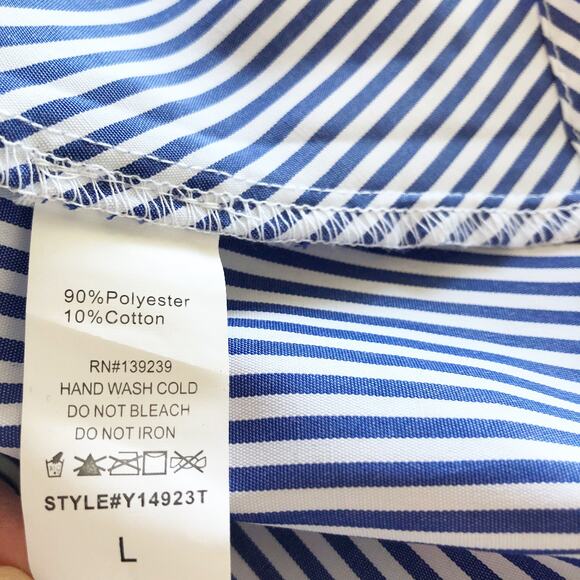 90%Polyester
10%Cotton
RN#139239
HAND WASH COLD
DO NOT BLEACH
DO NOT IRON
STYLE#Y14923T
L